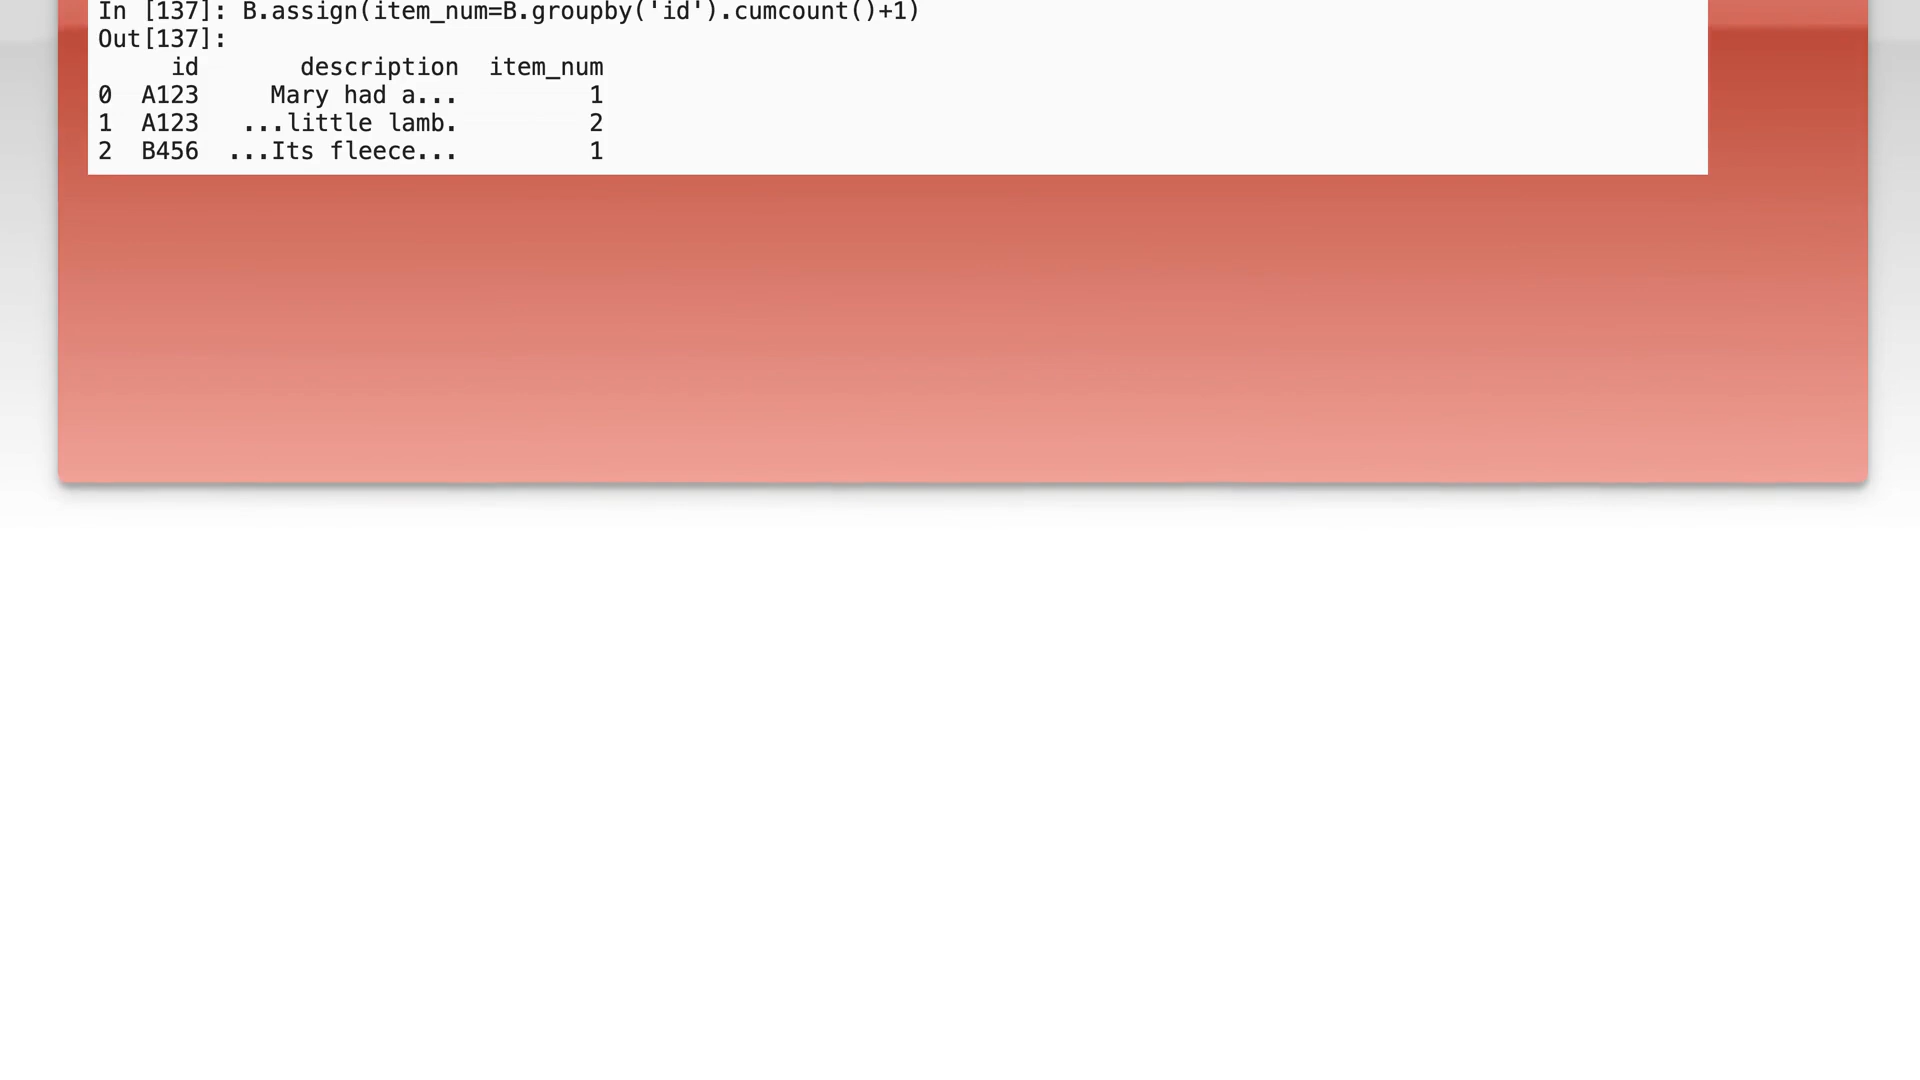 In [137]: B.assign(item_num=B.groupby('id').cumcount()+1)
Out[137]:
     id       description  item_num
0  A123     Mary had a...         1
1  A123   ...little lamb.         2
2  B456  ...Its fleece...         1